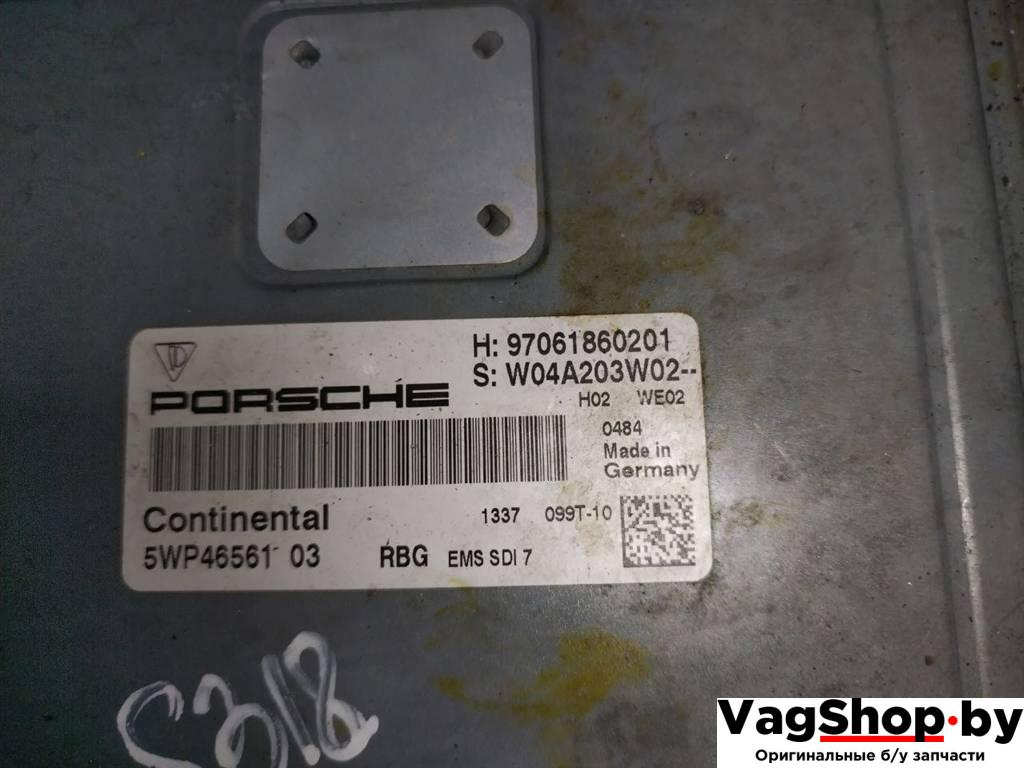 H: 97061860201
S: W04A203W02--
PORSCHE
H02 WE02
0484
Made in
Germany
Continental
1337 099T-10
5WP46561 03 RBG EMS SDI 7
S318
VagShop.by
Оригинальные б/у запчасти